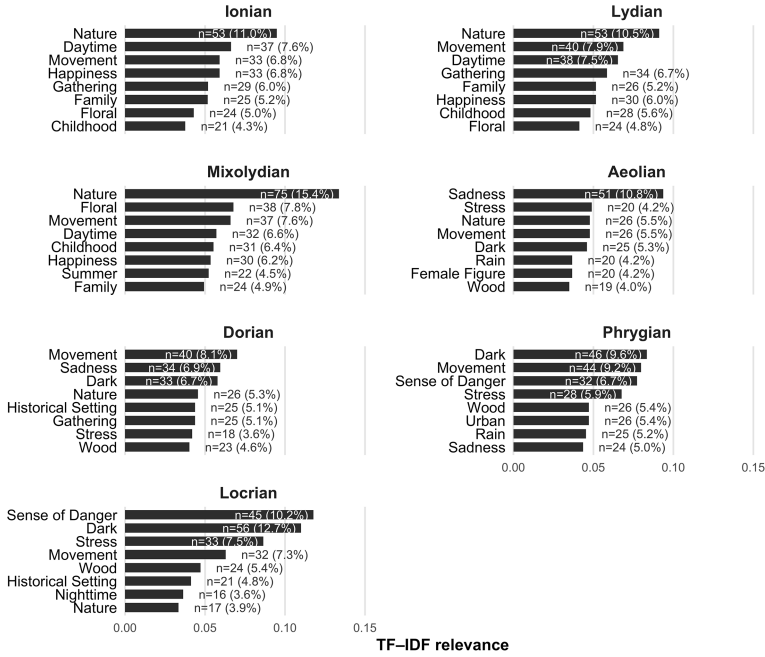 Ionian
Nature n=53 (11.0%)
Daytime n=37 (7.6%)
Movement n=33 (6.8%)
Happiness n=33 (6.8%)
Gathering n=29 (6.0%)
Family n=25 (5.2%)
Floral n=24 (5.0%)
Childhood n=21 (4.3%)
Lydian
Nature n=53 (10.5%)
Movement n=40 (7.9%)
Daytime n=38 (7.5%)
Gathering n=34 (6.7%)
Family n=26 (5.2%)
Happiness n=30 (6.0%)
Childhood n=28 (5.6%)
Floral n=24 (4.8%)
Mixolydian
Nature n=75 (15.4%)
Floral n=38 (7.8%)
Movement n=37 (7.6%)
Daytime n=32 (6.6%)
Childhood n=31 (6.4%)
Happiness n=30 (6.2%)
Summer n=22 (4.5%)
Family n=24 (4.9%)
Aeolian
Sadness n=51 (10.8%)
Stress n=20 (4.2%)
Nature n=26 (5.5%)
Movement n=26 (5.5%)
Dark n=25 (5.3%)
Rain n=20 (4.2%)
Female Figure n=20 (4.2%)
Wood n=19 (4.0%)
Dorian
Movement n=40 (8.1%)
Sadness n=34 (6.9%)
Dark n=33 (6.7%)
Nature n=26 (5.3%)
Historical Setting n=25 (5.1%)
Gathering n=25 (5.1%)
Stress n=18 (3.6%)
Wood n=23 (4.6%)
Phrygian
Dark n=46 (9.6%)
Movement n=44 (9.2%)
Sense of Danger n=32 (6.7%)
Stress n=28 (5.9%)
Wood n=26 (5.4%)
Urban n=26 (5.4%)
Rain n=25 (5.2%)
Sadness n=24 (5.0%)
0.00 0.05 0.10 0.15
Locrian
Sense of Danger n=45 (10.2%)
Dark n=56 (12.7%)
Stress n=33 (7.5%)
Movement n=32 (7.3%)
Wood n=24 (5.4%)
Historical Setting n=21 (4.8%)
Nighttime n=16 (3.6%)
Nature n=17 (3.9%)
0.00 0.05 0.10 0.15
TF–IDF relevance